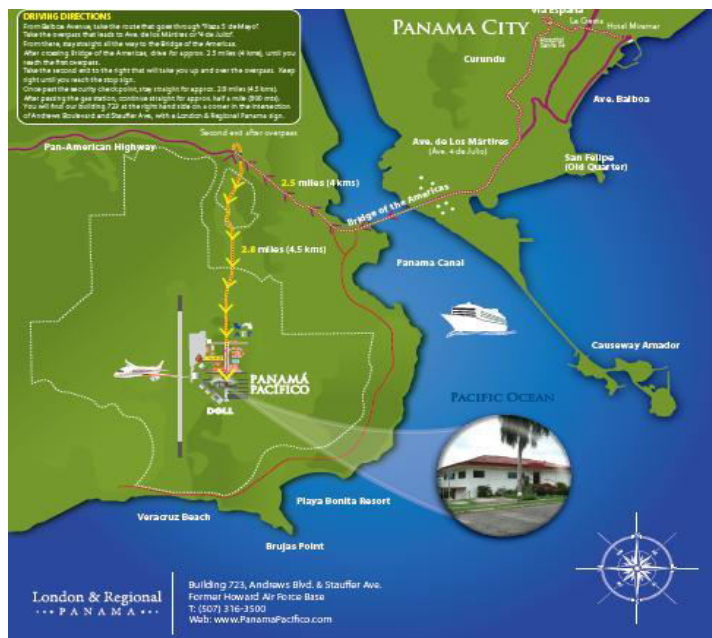 DRIVING DIRECTIONS
From Balboa Avenue, take the route that goes through "Plaza 5 de Mayo".
Take the overpass that leads to Ave. de los Mártires or "4 de Julio".
From there, stay straight all the way to the Bridge of the Americas.
After crossing Bridge of the Americas, drive for approx. 2.5 miles (4 kms), until you
reach the first overpass.
Take the second exit to the right that will take you up and over the overpass. Keep
right until you reach the stop sign.
Once past the security checkpoint, stay straight for approx. 2.8 miles (4.5 kms).
After passing the gas station, continue straight for approx. half a mile (800 mts).
You will find our building 723 at the right hand side on a corner in the intersection
of Andrews Boulevard and Stauffer Ave., with a London & Regional Panama sign.
PANAMA CITY
Via España
La Cresta
Hotel Miramar
Hospital
Santa Fe
Curundu
Ave. Balboa
Second exit after overpass
Pan-American Highway
Ave. de Los Mártires
(Ave. 4 de Julio)
San Felipe
(Old Quarter)
2.5 miles (4 kms)
Bridge of the Americas
2.8 miles (4.5 kms)
Panama Canal
Causeway Amador
PANAMÁ
PACÍFICO
DELL
PACIFIC OCEAN
Playa Bonita Resort
Veracruz Beach
Brujas Point
London & Regional
PANAMA
Building 723, Andrews Blvd. & Stauffer Ave.
Former Howard Air Force Base
T: (507) 316-3500
Web: www.PanamaPacifico.com